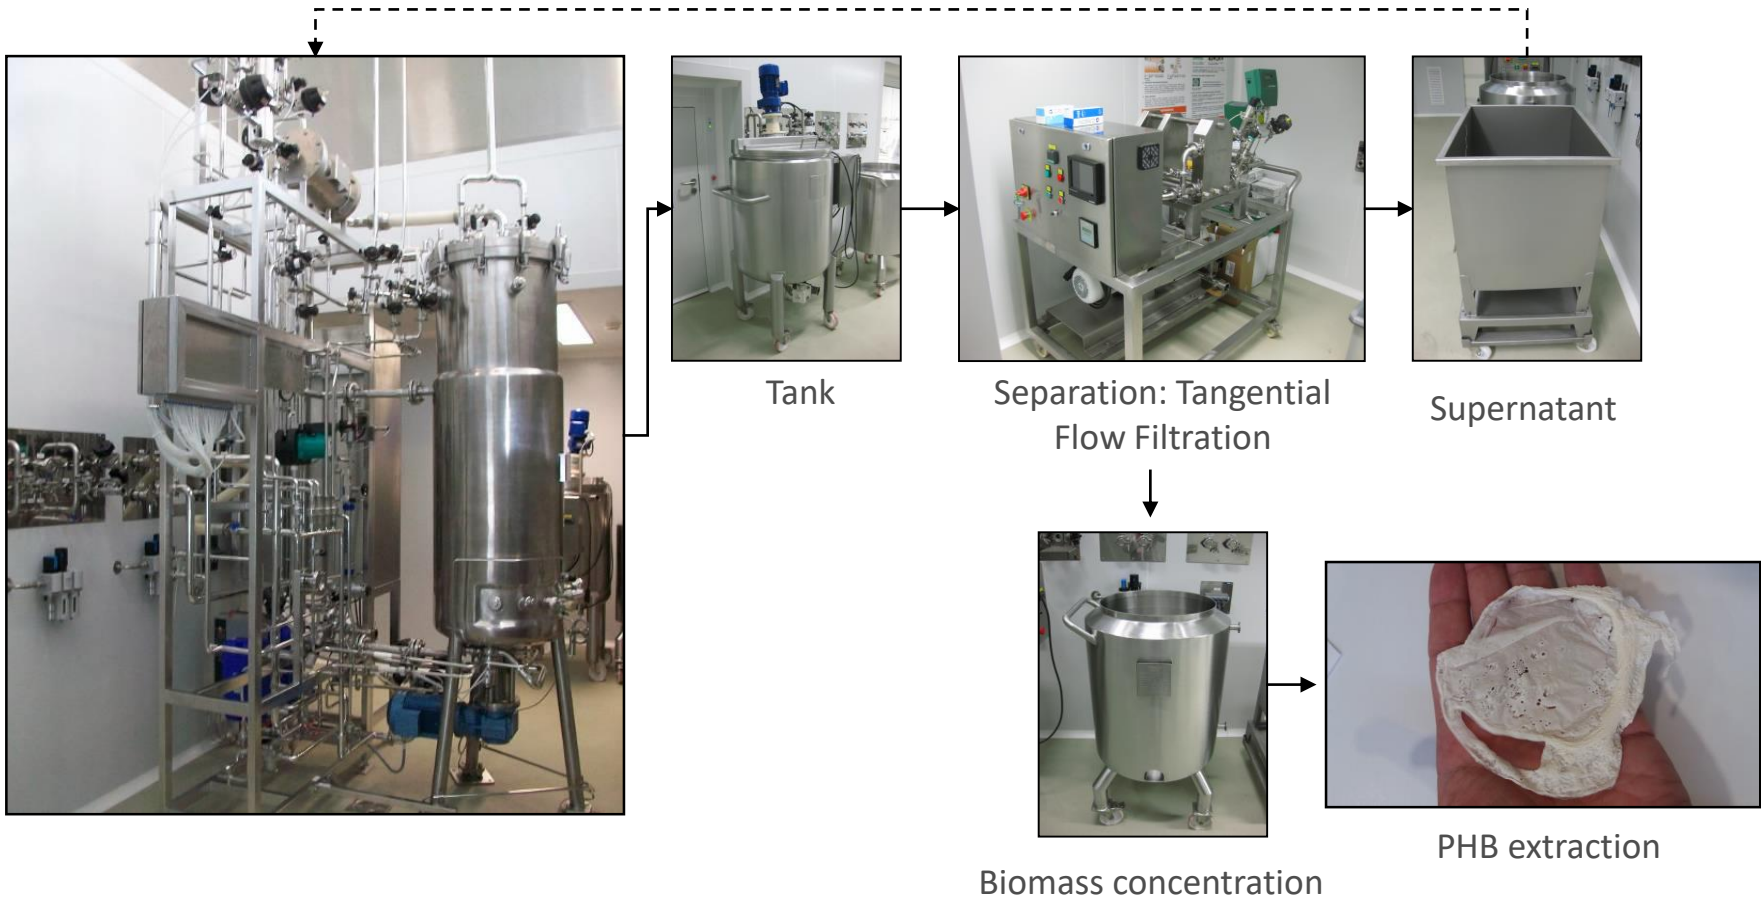 Tank
Separation: Tangential
Flow Filtration
Supernatant
Biomass concentration
PHB extraction